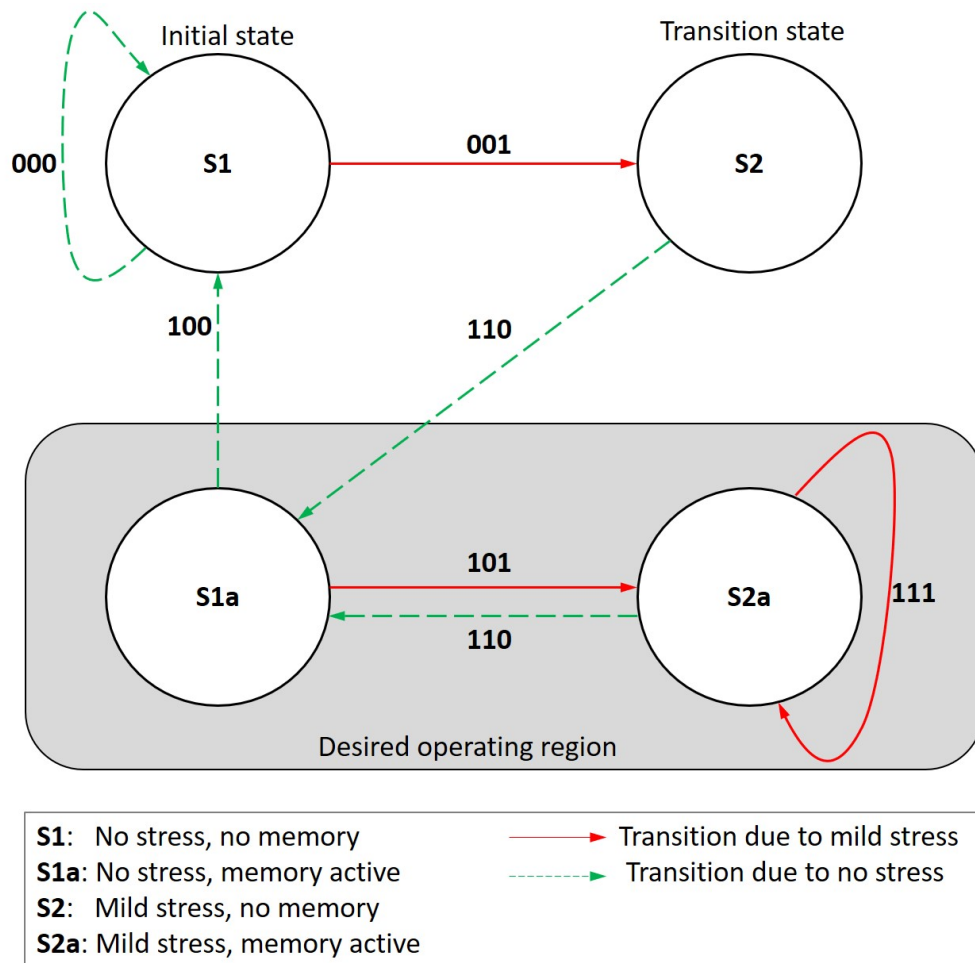 Initial state
Transition state
000
S1
001
S2
100
110
S1a
101
110
S2a
111
Desired operating region
S1: No stress, no memory
S1a: No stress, memory active
S2: Mild stress, no memory
S2a: Mild stress, memory active
Transition due to mild stress
Transition due to no stress